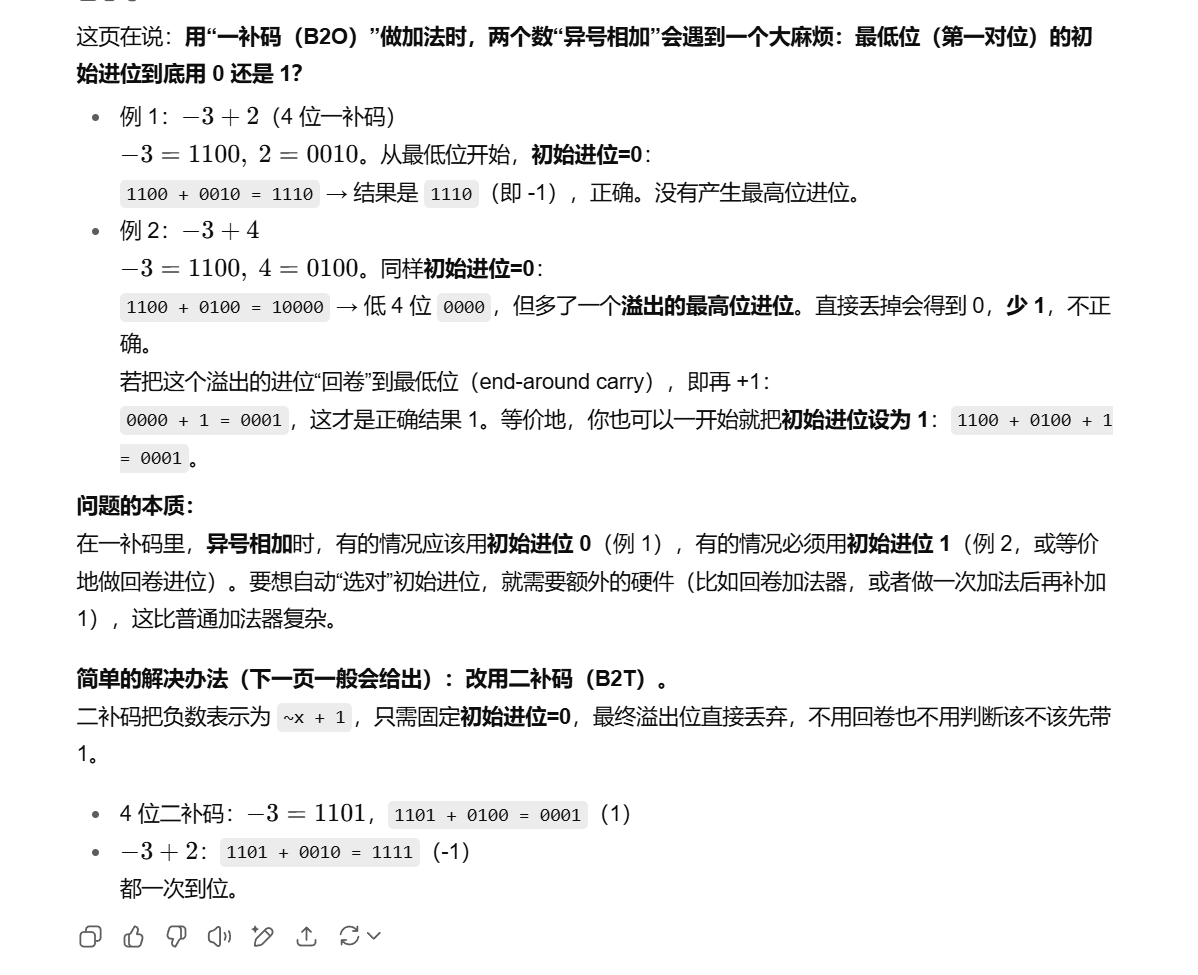 这页在说：用“一补码（B2O）”做加法时，两个数“异号相加”会遇到一个大麻烦：最低位（第一对位）的初
始进位到底用 0 还是 1？
• 例 1：−3 + 2（4 位一补码）
−3 = 1100, 2 = 0010。从最低位开始，初始进位=0：
1100 + 0010 = 1110 → 结果是 1110（即 -1），正确。没有产生最高位进位。
• 例 2：−3 + 4
−3 = 1100, 4 = 0100。同样初始进位=0：
1100 + 0100 = 10000 → 低 4 位 0000，但多了一个溢出的最高位进位。直接丢掉会得到 0，少 1，不正
确。
若把这个溢出的进位“回卷”到最低位（end-around carry），即再 +1：
0000 + 1 = 0001，这才是正确结果 1。等价地，你也可以一开始就把初始进位设为 1：1100 + 0100 + 1
= 0001。
问题的本质：
在一补码里，异号相加时，有的情况应该用初始进位 0（例 1），有的情况必须用初始进位 1（例 2，或等价
地做回卷进位）。要想自动“选对”初始进位，就需要额外的硬件（比如回卷加法器，或者做一次加法后再补加
1），这比普通加法器复杂。
简单的解决办法（下一页一般会给出）：改用二补码（B2T）。
二补码把负数表示为 ~x + 1，只需固定初始进位=0，最终溢出位直接丢弃，不用回卷也不用判断该不该先带
1。
• 4 位二补码：−3 = 1101，1101 + 0100 = 0001（1）
• −3 + 2：1101 + 0010 = 1111（-1）
都一次到位。